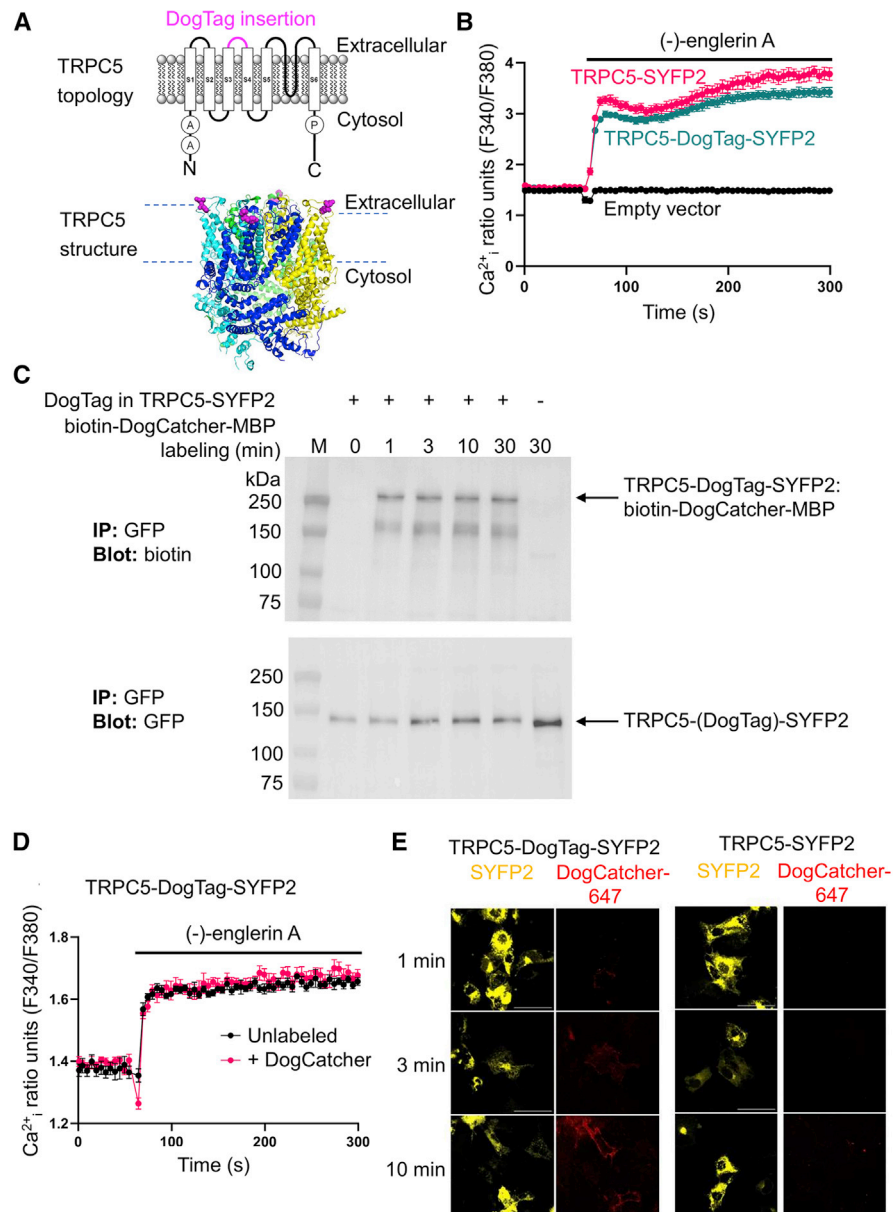 A
DogTag insertion
TRPC5
topology
Extracellular
S1
S2
S3
S4
S5
S6
Cytosol
A
A
P
N
C
TRPC5
structure
Extracellular
Cytosol
B
(-)-englerin A
Ca²⁺ᵢ ratio units (F340/F380)
4
3
2
1
0
TRPC5-SYFP2
TRPC5-DogTag-SYFP2
Empty vector
0 100 200 300
Time (s)
C
DogTag in TRPC5-SYFP2 + + + + + -
biotin-DogCatcher-MBP
labeling (min) M 0 1 3 10 30 30
kDa
250
150
100
75
IP: GFP
Blot: biotin
TRPC5-DogTag-SYFP2:
biotin-DogCatcher-MBP
250
150
100
75
IP: GFP
Blot: GFP
TRPC5-(DogTag)-SYFP2
D
TRPC5-DogTag-SYFP2
(-)-englerin A
Ca²⁺ᵢ ratio units (F340/F380)
1.8
1.6
1.4
1.2
Unlabeled
+ DogCatcher
0 100 200 300
Time (s)
E
TRPC5-DogTag-SYFP2
SYFP2 DogCatcher-
647
TRPC5-SYFP2
SYFP2 DogCatcher-
647
1 min
3 min
10 min